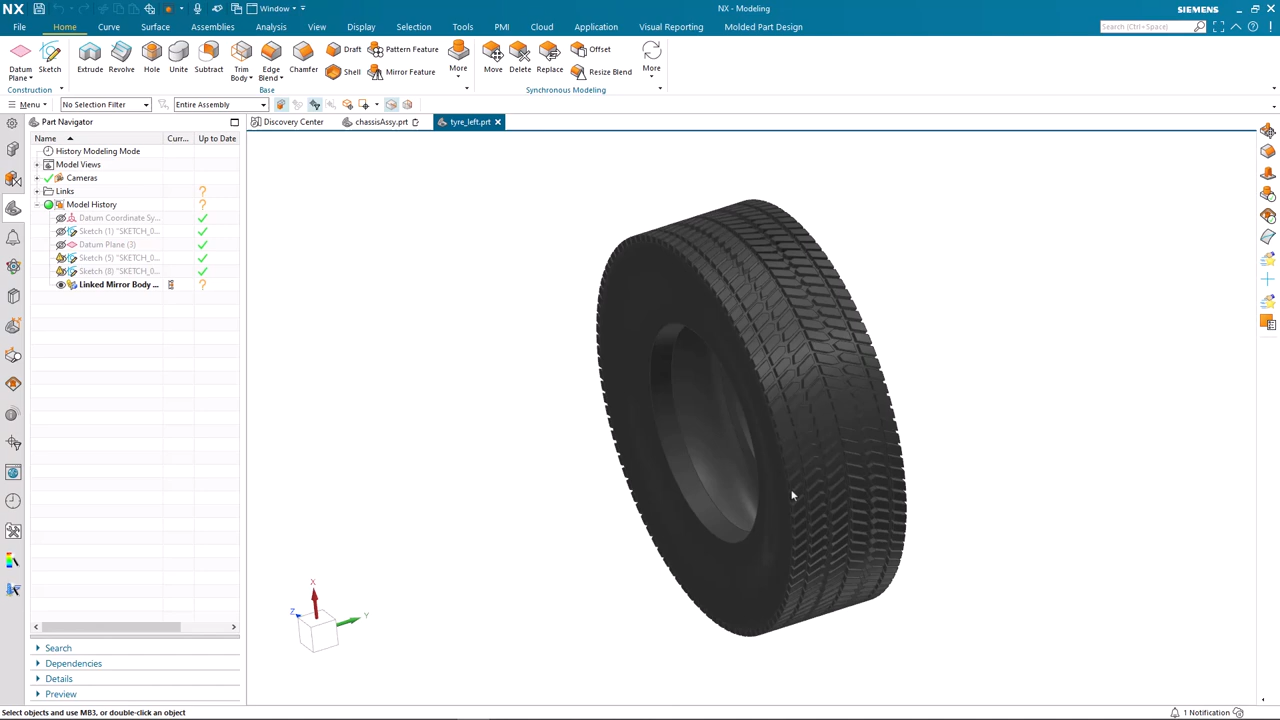 NX
Window
NX - Modeling
SIEMENS
File Home Curve Surface Assemblies Analysis View Display Selection Tools PMI Cloud Application Visual Reporting Molded Part Design
Search (Ctrl+Space)
Datum Plane
Sketch
Extrude
Revolve
Hole
Unite
Subtract
Trim Body
Edge Blend
Chamfer
Draft
Shell
Pattern Feature
Mirror Feature
More
Move
Delete
Replace
Offset
Resize Blend
More
Construction
Base
Synchronous Modeling
Menu
No Selection Filter
Entire Assembly
Part Navigator
Discovery Center
chassisAssy.prt
tyre_left.prt
Name Curr... Up to Date
History Modeling Mode
Model Views
Cameras
Links
Model History
Datum Coordinate Sy...
Sketch (1) "SKETCH_0...
Datum Plane (3)
Sketch (5) "SKETCH_0...
Sketch (8) "SKETCH_0...
Linked Mirror Body ...
X
Z
Y
Search
Dependencies
Details
Preview
Select objects and use MB3, or double-click an object
1 Notification